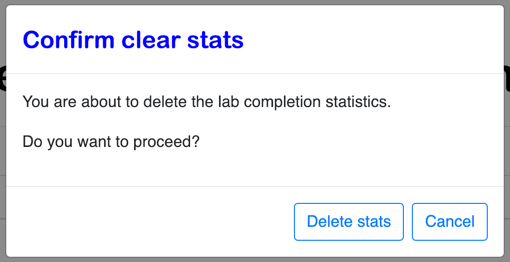 Confirm clear stats
You are about to delete the lab completion statistics.
Do you want to proceed?
Delete stats
Cancel